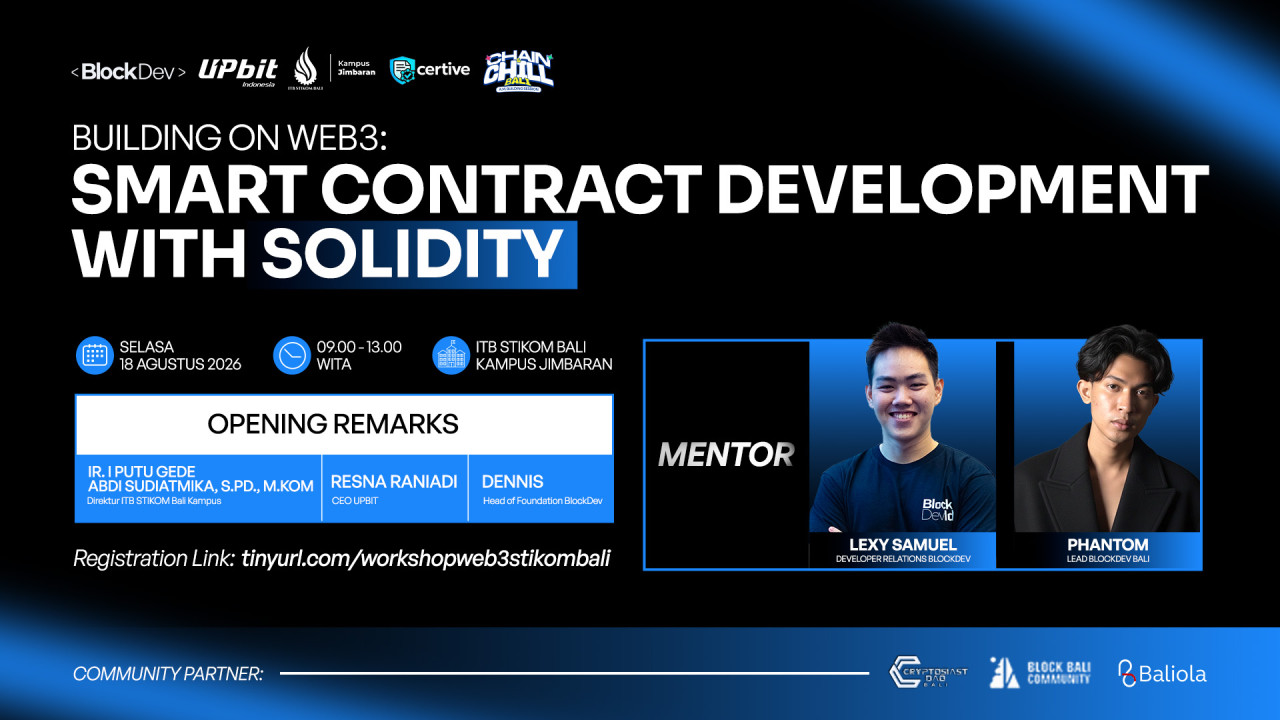 <BlockDev>
UPbit
Indonesia
ITB STIKOM BALI
Kampus
Jimbaran
certive
CHAIN
CHILL
BALI
BUILDING ON WEB3:
SMART CONTRACT DEVELOPMENT
WITH SOLIDITY
SELASA
18 AGUSTUS 2026
09.00 - 13.00
WITA
ITB STIKOM BALI
KAMPUS JIMBARAN
OPENING REMARKS
IR. I PUTU GEDE
ABDI SUDIATMIKA, S.PD., M.KOM
Direktur ITB STIKOM Bali Kampus
RESNA RANIADI
CEO UPBIT
DENNIS
Head of Foundation BlockDev
Registration Link: tinyurl.com/workshopweb3stikombali
MENTOR
Block
DevId
LEXY SAMUEL
DEVELOPER RELATIONS BLOCKDEV
PHANTOM
LEAD BLOCKDEV BALI
COMMUNITY PARTNER:
CRYPTOSIAST
DAO
BALI
BLOCK BALI
COMMUNITY
Baliola